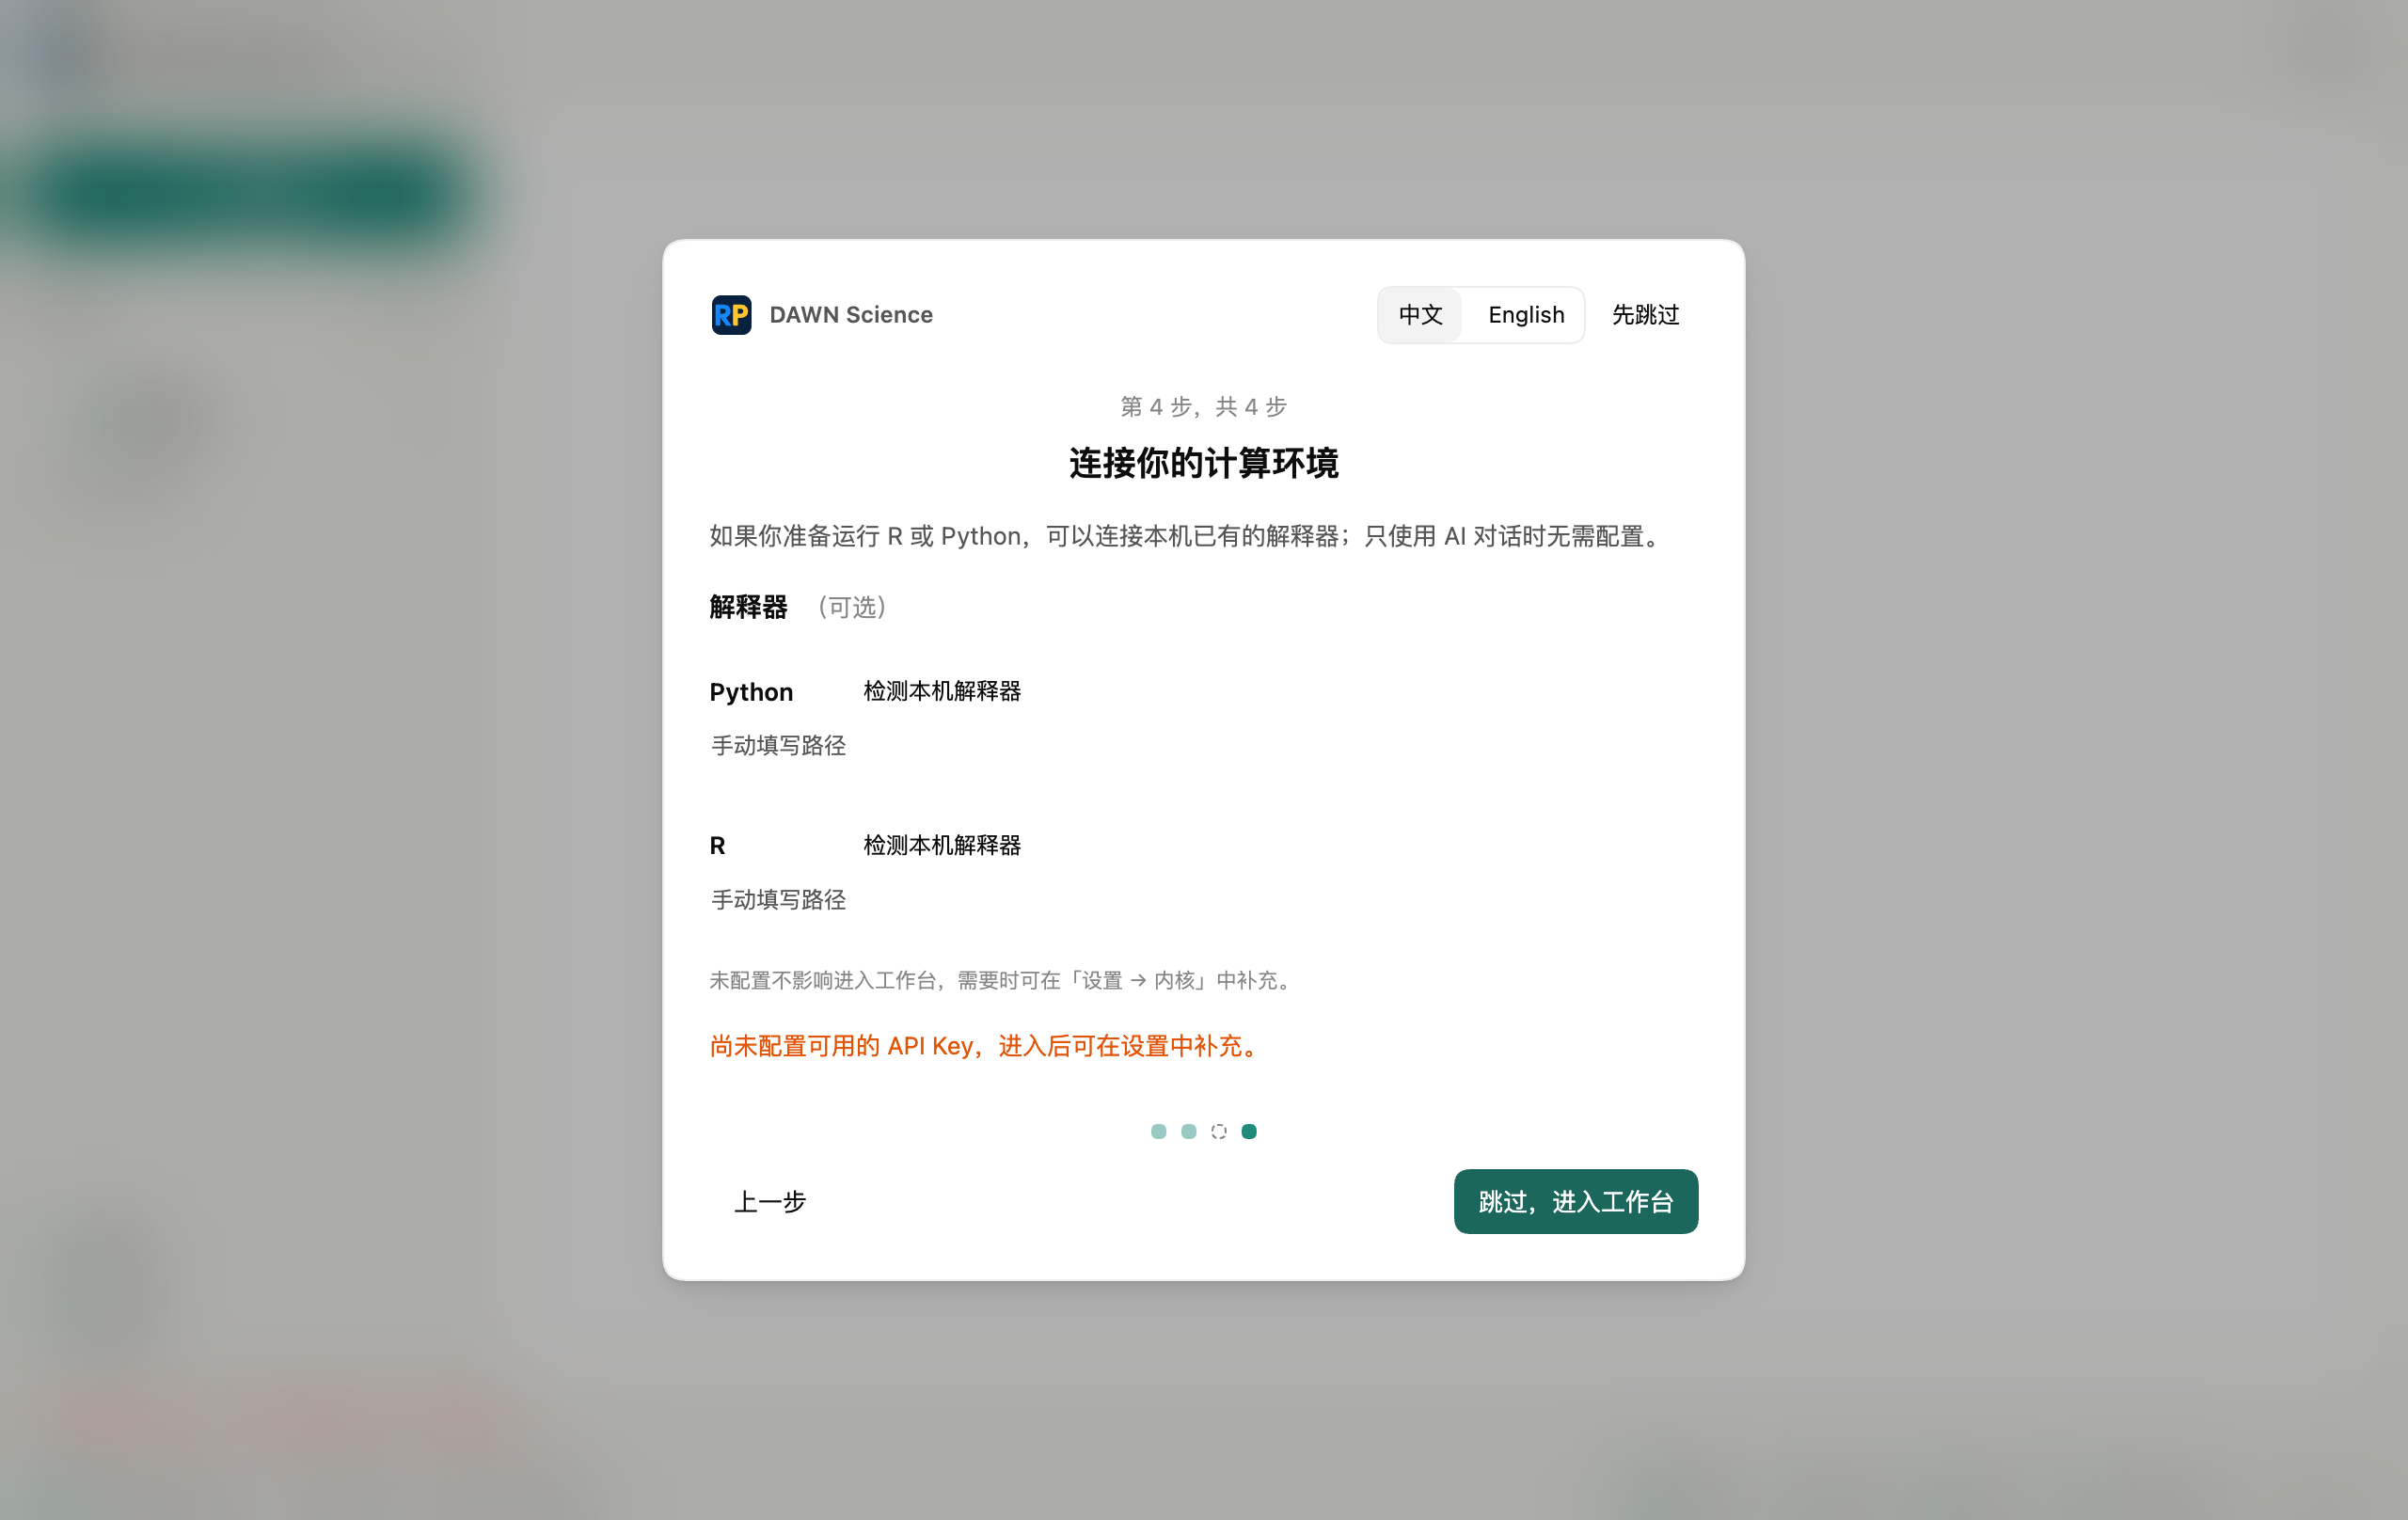 RP DAWN Science 中文 English 先跳过
第 4 步，共 4 步
连接你的计算环境
如果你准备运行 R 或 Python，可以连接本机已有的解释器；只使用 AI 对话时无需配置。
解释器 （可选）
Python 检测本机解释器
手动填写路径
R 检测本机解释器
手动填写路径
未配置不影响进入工作台，需要时可在「设置 → 内核」中补充。
尚未配置可用的 API Key，进入后可在设置中补充。
上一步 跳过，进入工作台